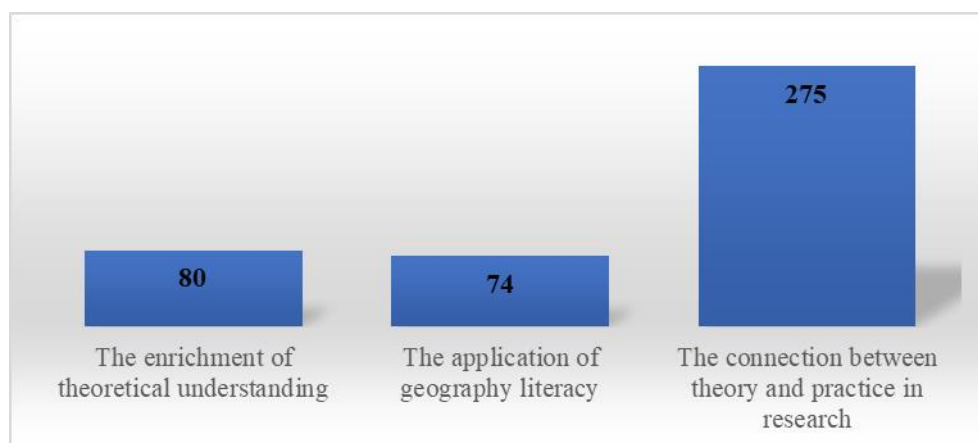 275
80
74
The enrichment of
theoretical understanding
The application of
geography literacy
The connection between
theory and practice in
research